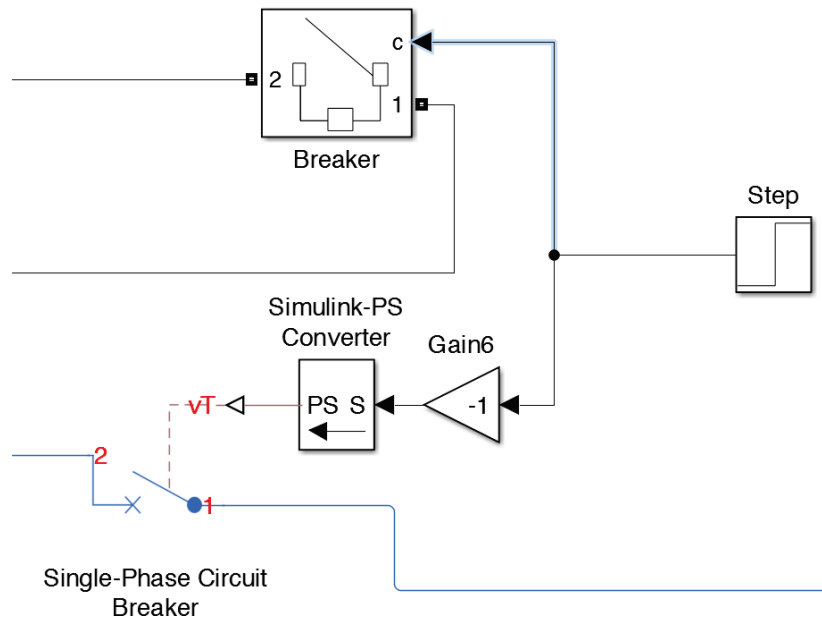 c
2
1
Breaker
Step
Simulink-PS
Converter
Gain6
vT
PS S
-1
2
1
Single-Phase Circuit
Breaker